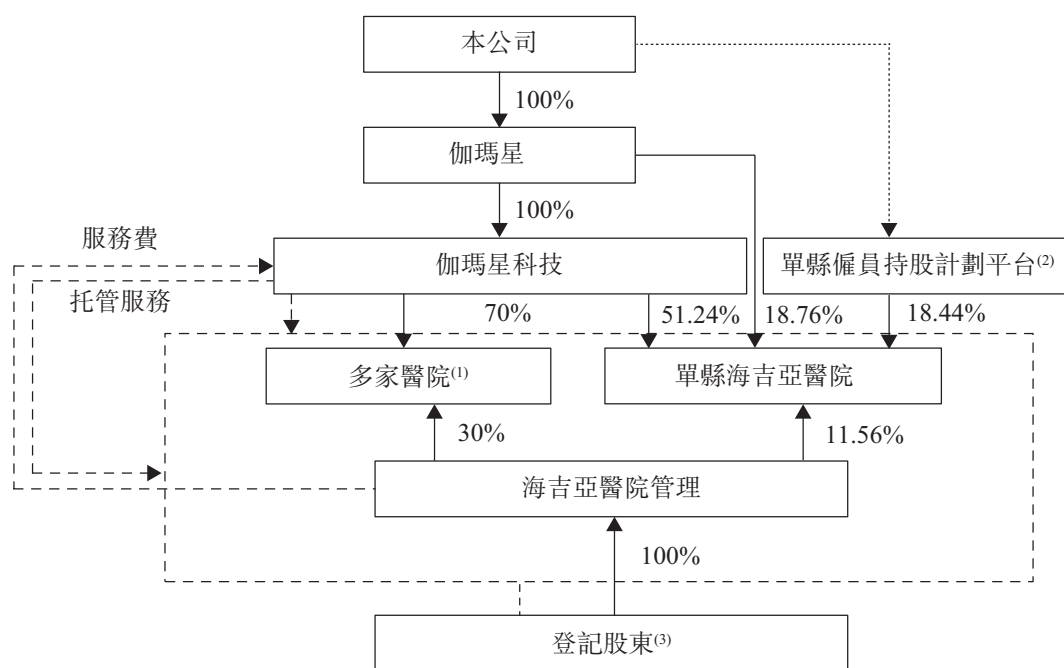 本公司
100%
伽瑪星
100%
服務費
伽瑪星科技
單縣僱員持股計劃平台(2)
托管服務
70%
51.24%
18.76%
18.44%
多家醫院(1)
單縣海吉亞醫院
30%
11.56%
海吉亞醫院管理
100%
登記股東(3)